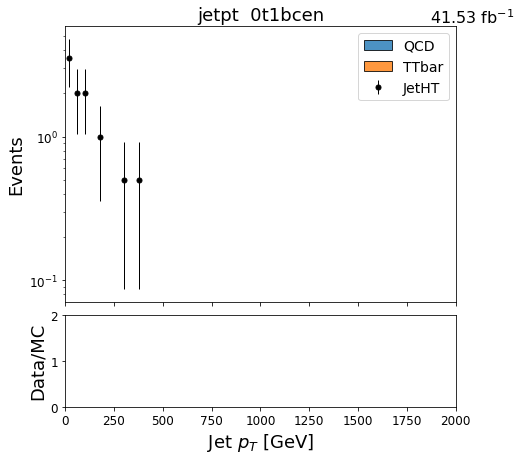 jetpt 0t1bcen
41.53 fb⁻¹
QCD
TTbar
JetHT
Events
10⁰
10⁻¹
Data/MC
2
1
0
0 250 500 750 1000 1250 1500 1750 2000
Jet p_T [GeV]